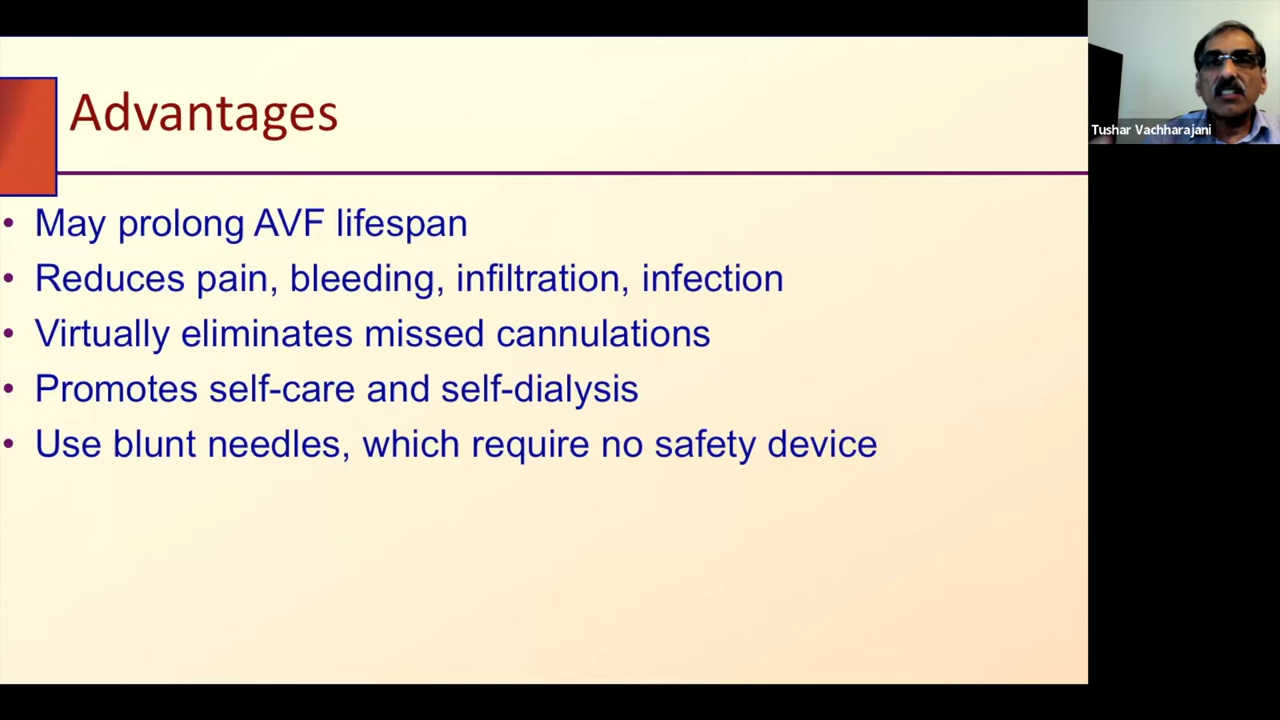 Advantages
• May prolong AVF lifespan
• Reduces pain, bleeding, infiltration, infection
• Virtually eliminates missed cannulations
• Promotes self-care and self-dialysis
• Use blunt needles, which require no safety device
Tushar Vachharajani